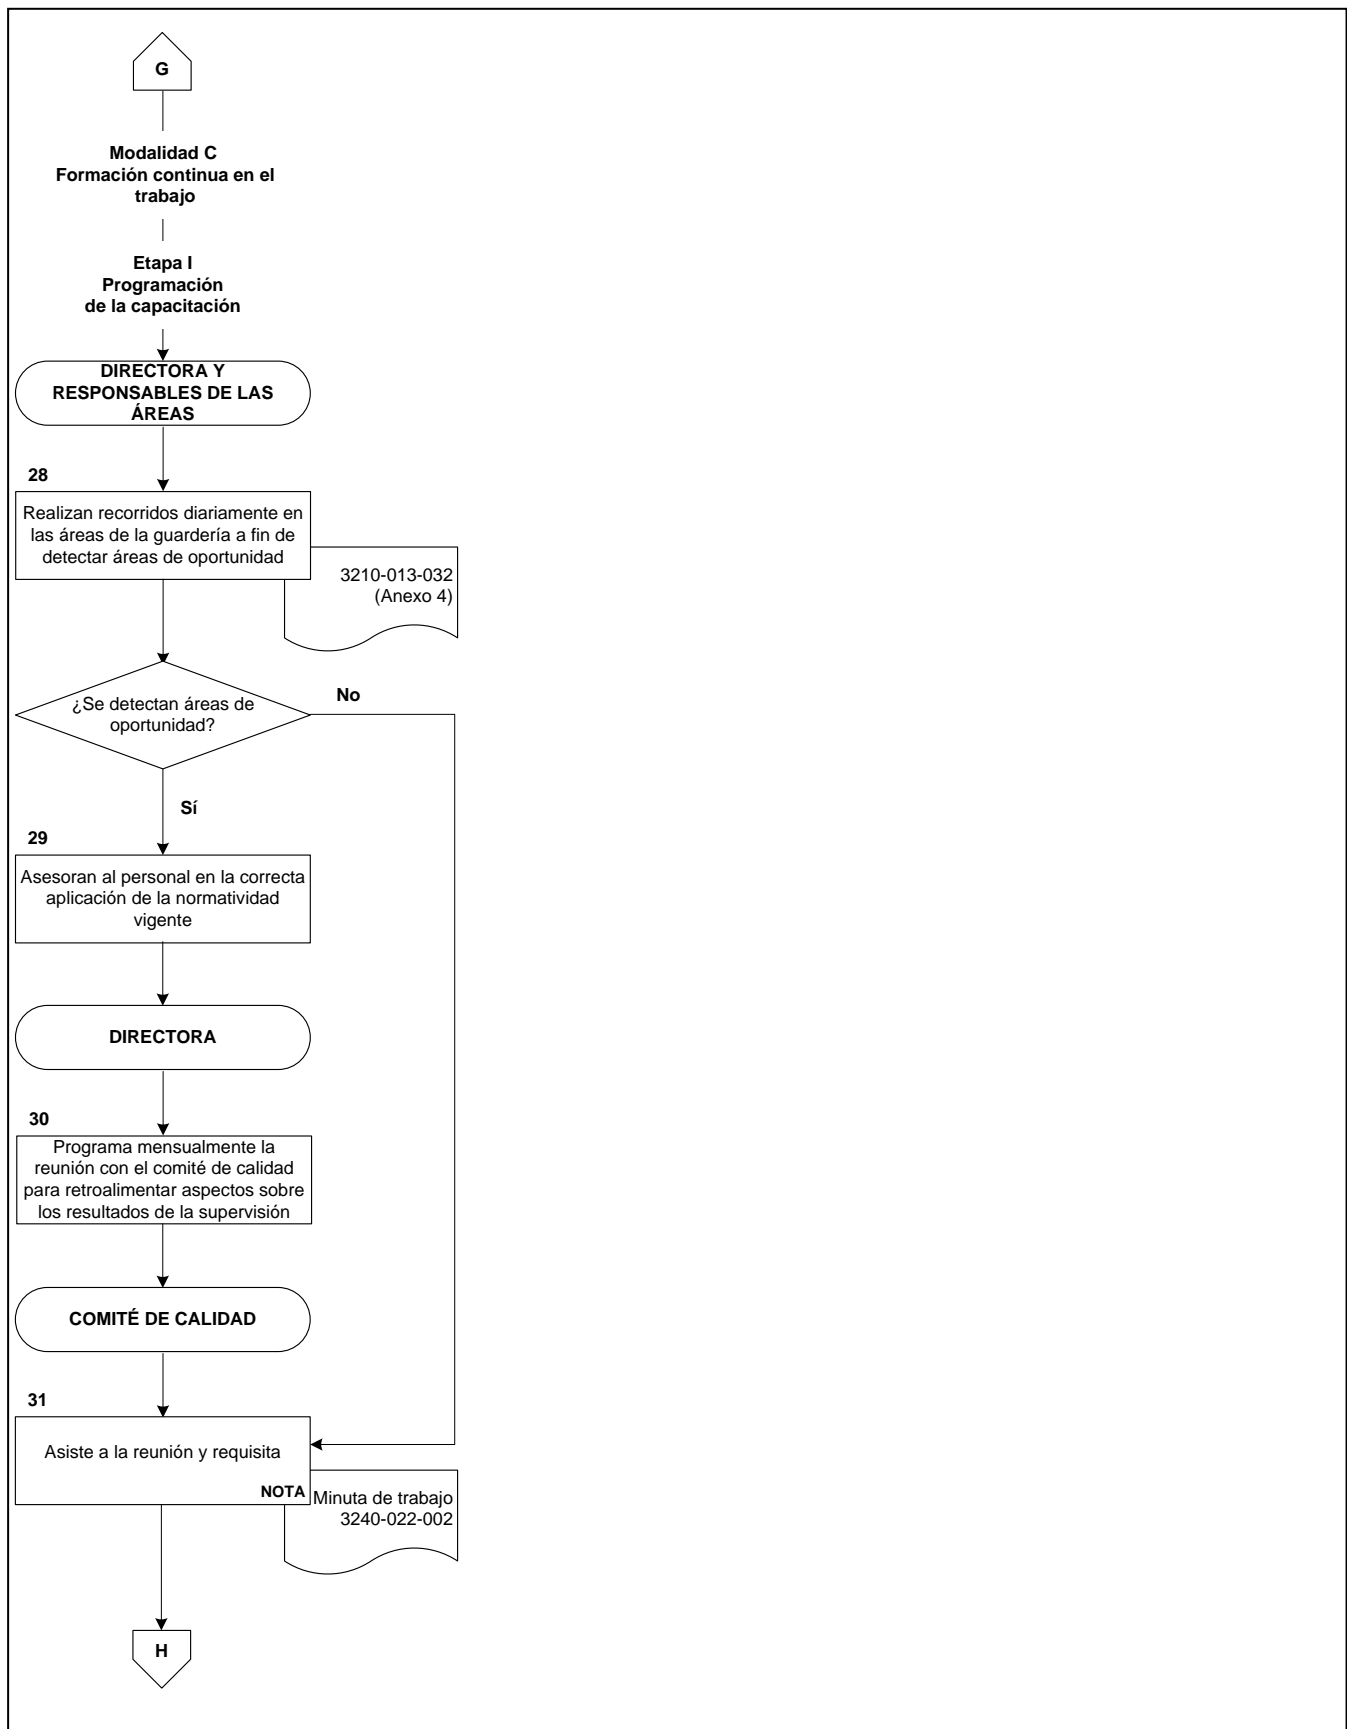 G
Modalidad C
Formación continua en el
trabajo
Etapa I
Programación
de la capacitación
DIRECTORA Y
RESPONSABLES DE LAS
ÁREAS
28
Realizan recorridos diariamente en
las áreas de la guardería a fin de
detectar áreas de oportunidad
3210-013-032
(Anexo 4)
¿Se detectan áreas de
oportunidad?
No
Sí
29
Asesoran al personal en la correcta
aplicación de la normatividad
vigente
DIRECTORA
30
Programa mensualmente la
reunión con el comité de calidad
para retroalimentar aspectos sobre
los resultados de la supervisión
COMITÉ DE CALIDAD
31
Asiste a la reunión y requisita
NOTA
Minuta de trabajo
3240-022-002
H